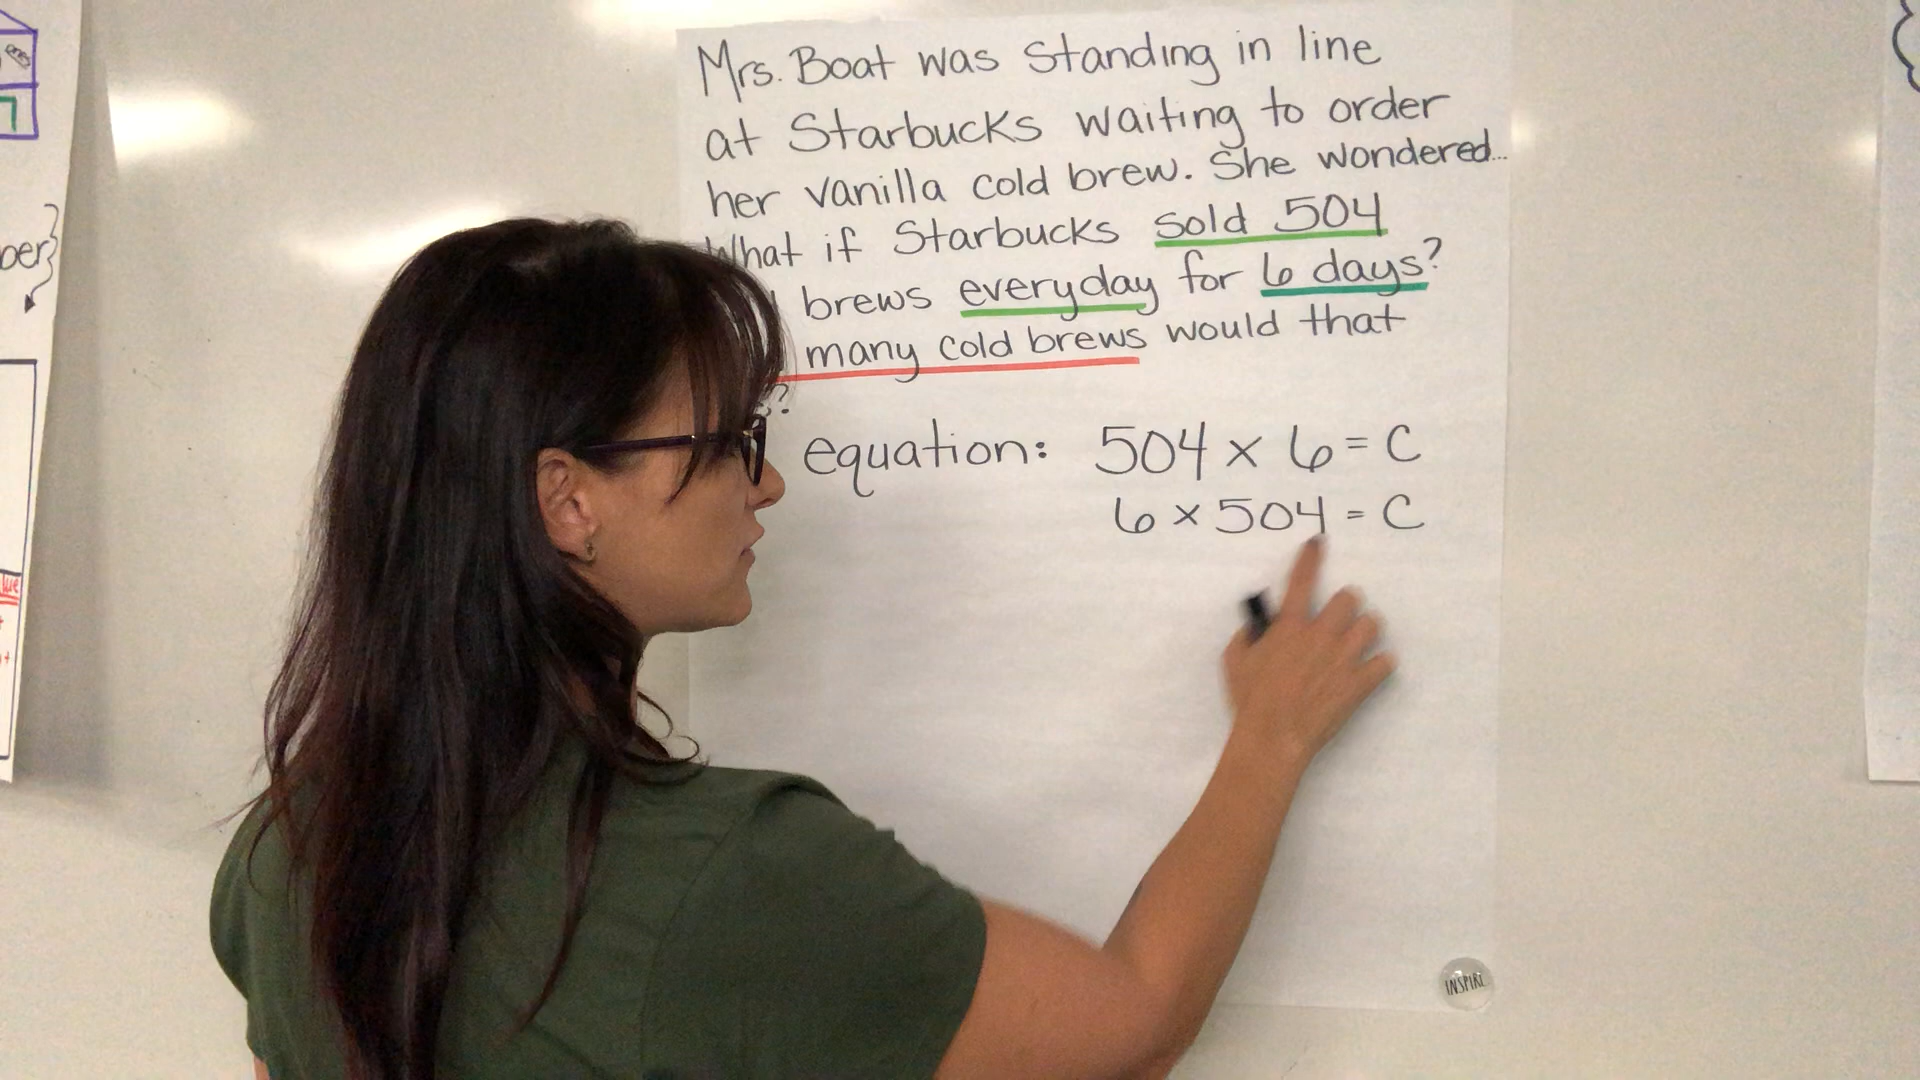 Mrs. Boat was standing in line
at Starbucks waiting to order
her vanilla cold brew. She wondered...
What if Starbucks sold 504
brews everyday for 6 days?
many cold brews would that
?
equation: 504 x 6 = C
6 x 504 = C
INSPIRE